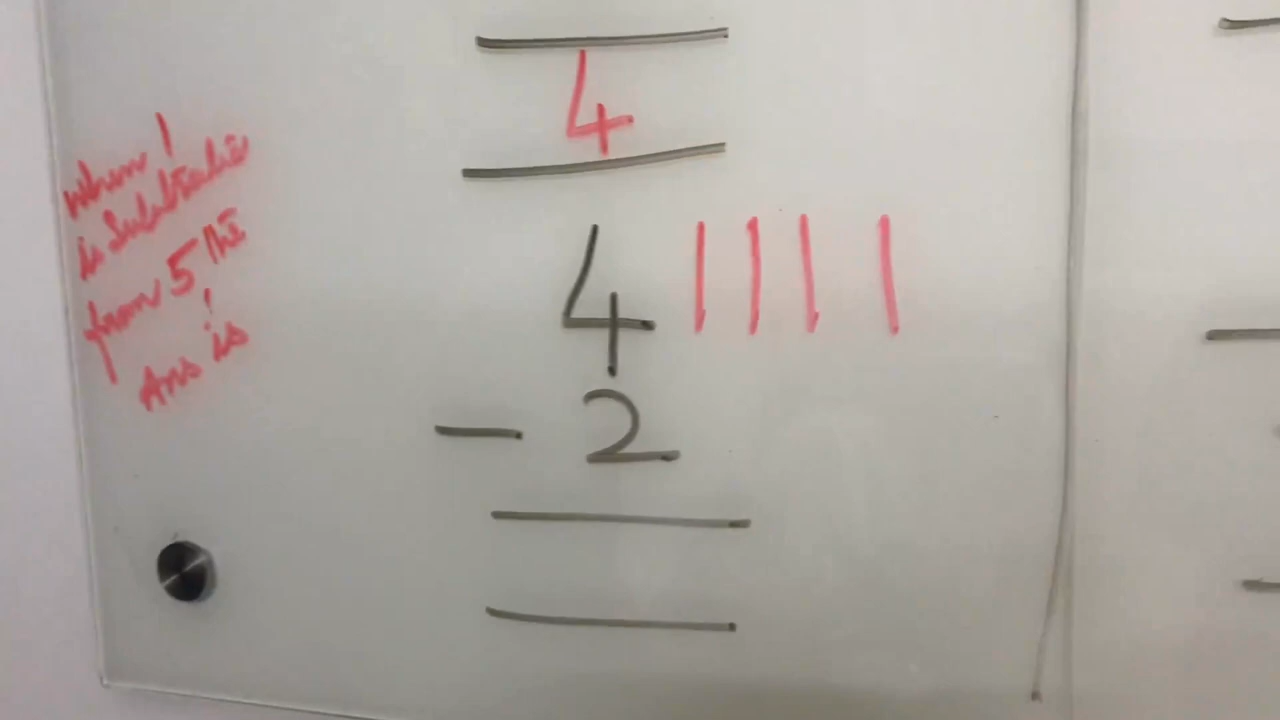 4
When 1
is Subtracted
from 5 the
Ans is
4 | | | |
- 2